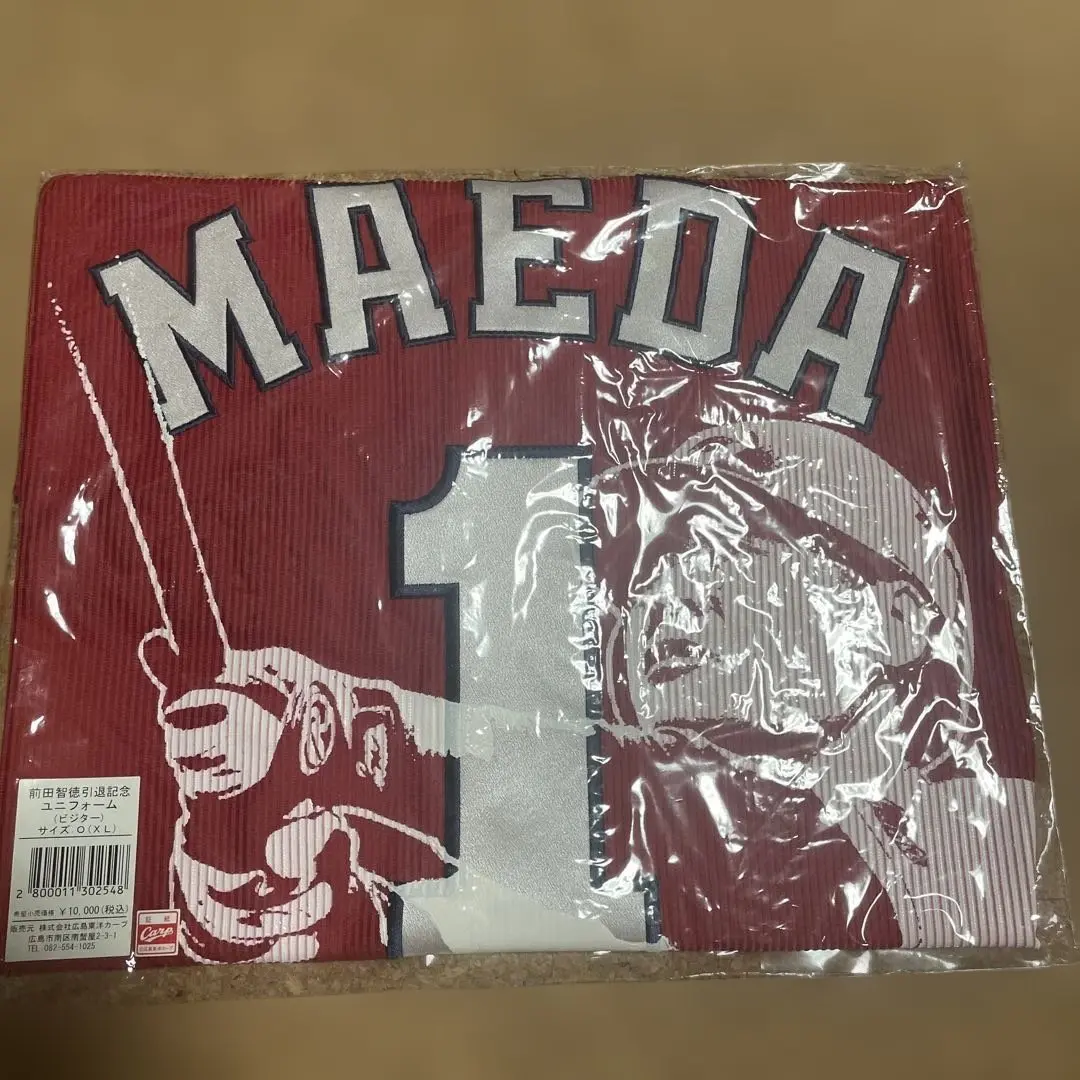 MAEDA
1
前田智徳引退記念
ユニフォーム
(ビジター)
サイズ O(XL)
2 800011 302548
希望小売価格 ¥10,000(税込)
販売元 株式会社広島東洋カープ
広島市南区南蟹屋2-3-1
TEL 082-554-1025
証紙
Carp